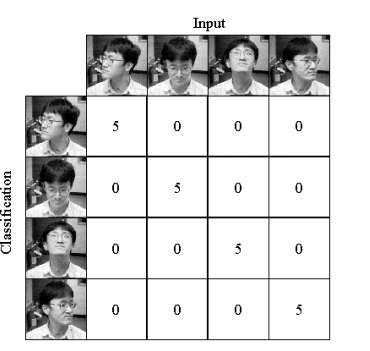 Input
Classification
5 0 0 0
0 5 0 0
0 0 5 0
0 0 0 5